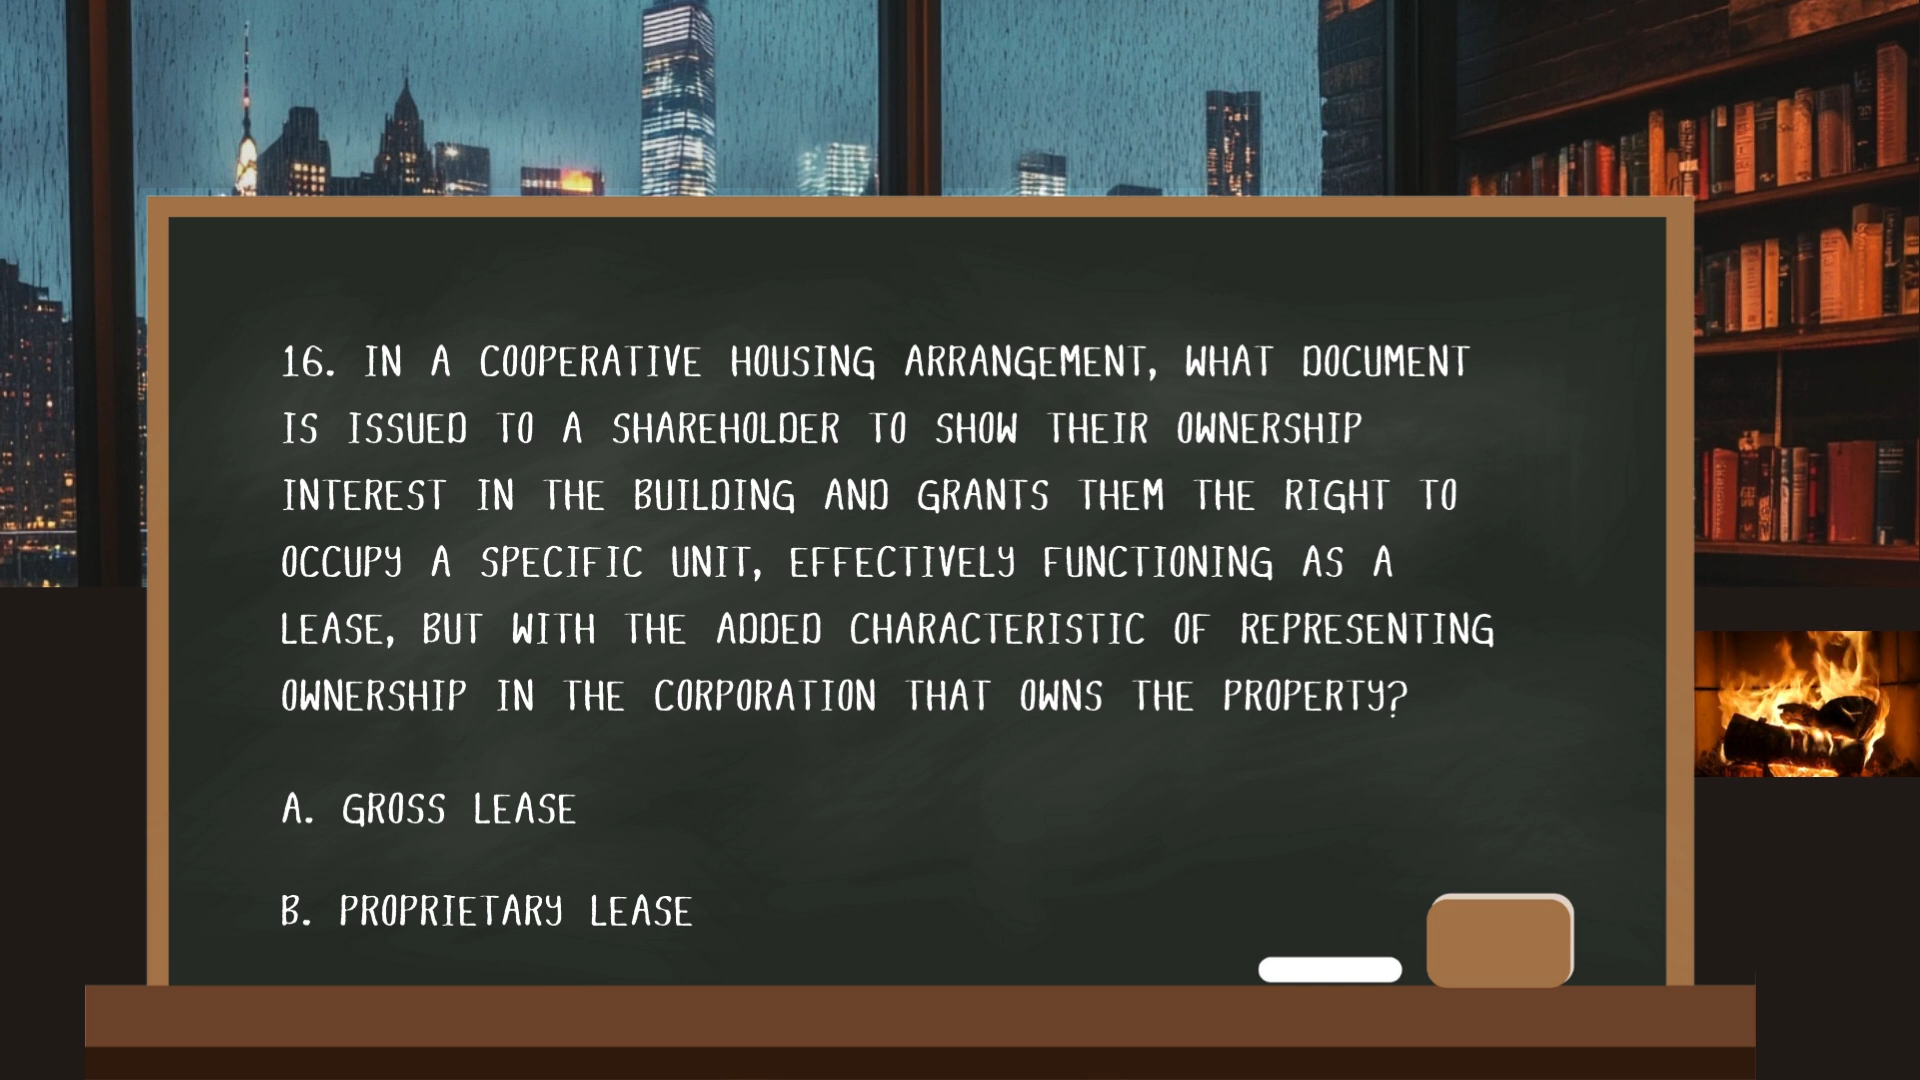 16. IN A COOPERATIVE HOUSING ARRANGEMENT, WHAT DOCUMENT
IS ISSUED TO A SHAREHOLDER TO SHOW THEIR OWNERSHIP
INTEREST IN THE BUILDING AND GRANTS THEM THE RIGHT TO
OCCUPY A SPECIFIC UNIT, EFFECTIVELY FUNCTIONING AS A
LEASE, BUT WITH THE ADDED CHARACTERISTIC OF REPRESENTING
OWNERSHIP IN THE CORPORATION THAT OWNS THE PROPERTY?
A. GROSS LEASE
B. PROPRIETARY LEASE